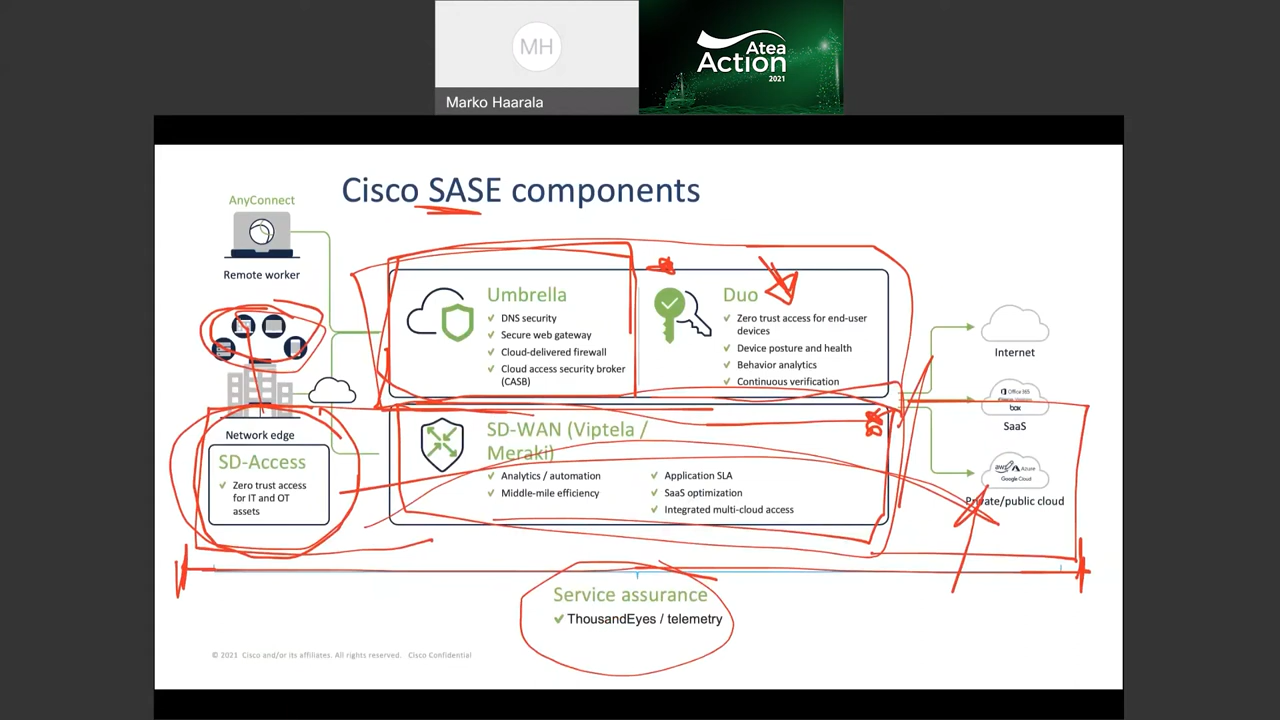 MH
Marko Haarala
Atea
Action
2021
Cisco SASE components
AnyConnect
Remote worker
Network edge
SD-Access
✓ Zero trust access
for IT and OT
assets
Umbrella
✓ DNS security
✓ Secure web gateway
✓ Cloud-delivered firewall
✓ Cloud access security broker
(CASB)
Duo
✓ Zero trust access for end-user
devices
✓ Device posture and health
✓ Behavior analytics
✓ Continuous verification
SD-WAN (Viptela /
Meraki)
✓ Analytics / automation
✓ Middle-mile efficiency
✓ Application SLA
✓ SaaS optimization
✓ Integrated multi-cloud access
Internet
Office 365
box
SaaS
aws Azure
Google Cloud
Private/public cloud
Service assurance
✓ ThousandEyes / telemetry
© 2021 Cisco and/or its affiliates. All rights reserved. Cisco Confidential